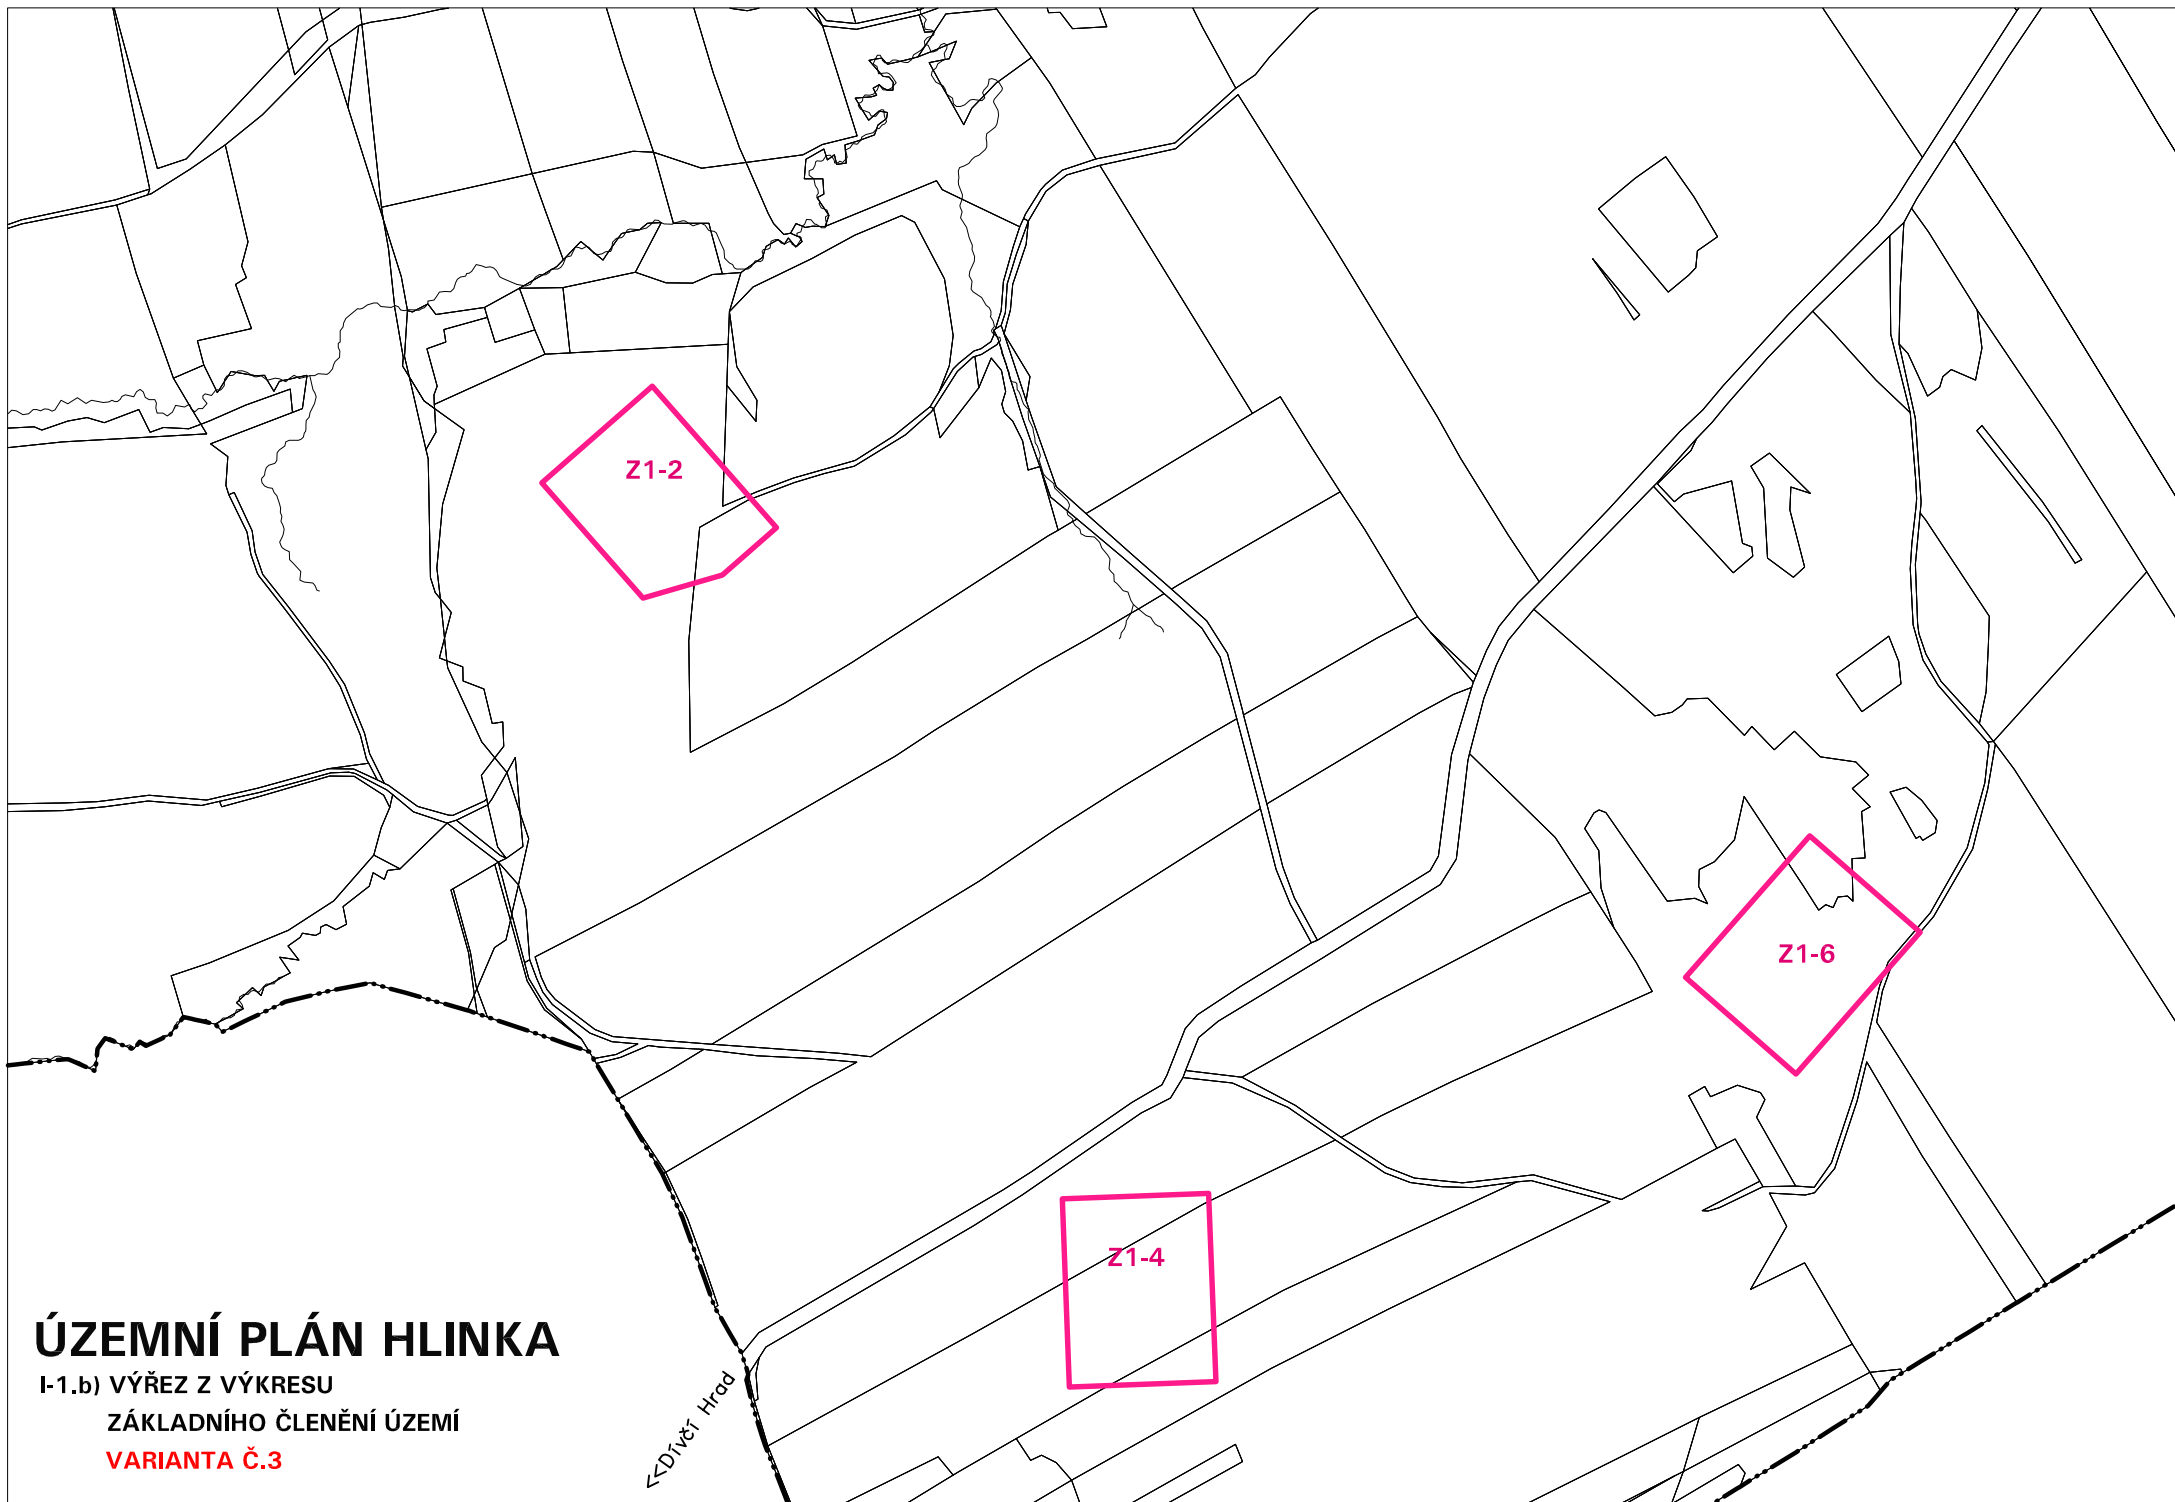 Z1-2
Z1-6
Z1-4
ÚZEMNÍ PLÁN HLINKA
I-1.b) VÝŘEZ Z VÝKRESU
ZÁKLADNÍHO ČLENĚNÍ ÚZEMÍ
VARIANTA Č.3
<<Dívčí Hrad